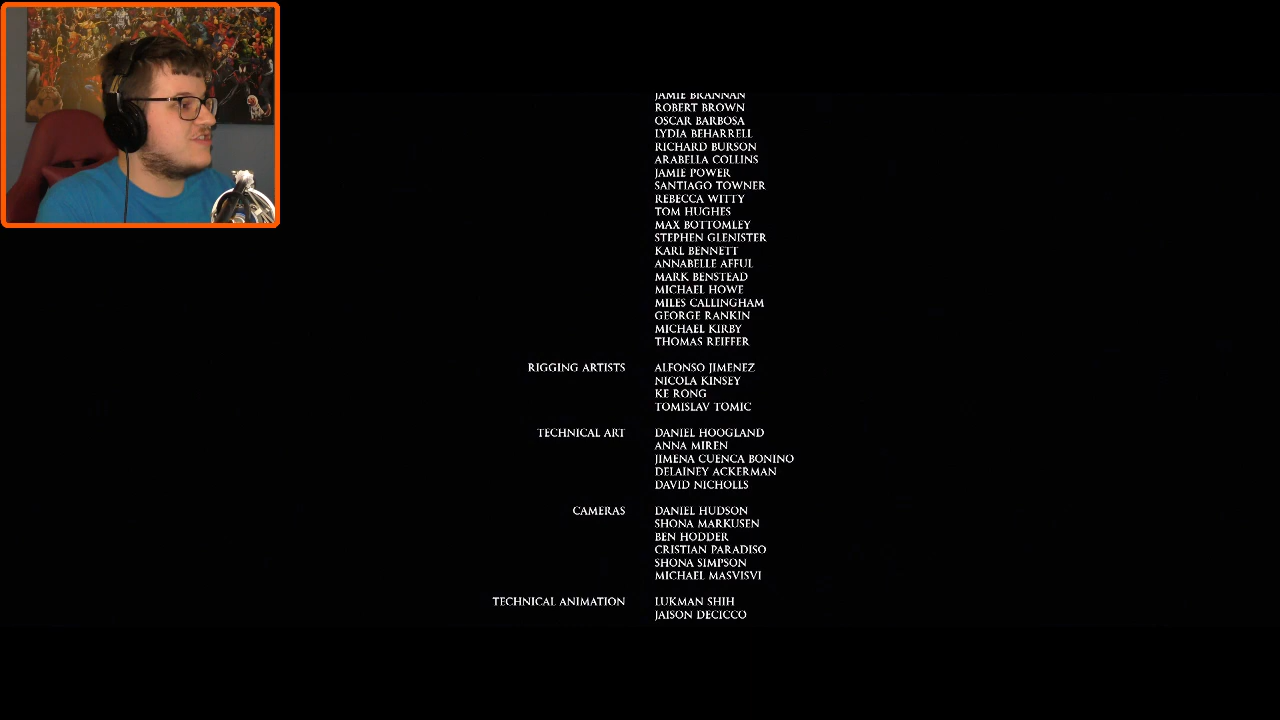 JAMIE BRANNAN
ROBERT BROWN
OSCAR BARBOSA
LYDIA BEHARRELL
RICHARD BURSON
ARABELLA COLLINS
JAMIE POWER
SANTIAGO TOWNER
REBECCA WITTY
TOM HUGHES
MAX BOTTOMLEY
STEPHEN GLENISTER
KARL BENNETT
ANNABELLE AFFUL
MARK BENSTEAD
MICHAEL HOWE
MILES CALLINGHAM
GEORGE RANKIN
MICHAEL KIRBY
THOMAS REIFFER
RIGGING ARTISTS ALFONSO JIMENEZ
NICOLA KINSEY
KE RONG
TOMISLAV TOMIC
TECHNICAL ART DANIEL HOOGLAND
ANNA MIREN
JIMENA CUENCA BONINO
DELAINEY ACKERMAN
DAVID NICHOLLS
CAMERAS DANIEL HUDSON
SHONA MARKUSEN
BEN HODDER
CRISTIAN PARADISO
SHONA SIMPSON
MICHAEL MASVISVI
TECHNICAL ANIMATION LUKMAN SHIH
JAISON DECICCO